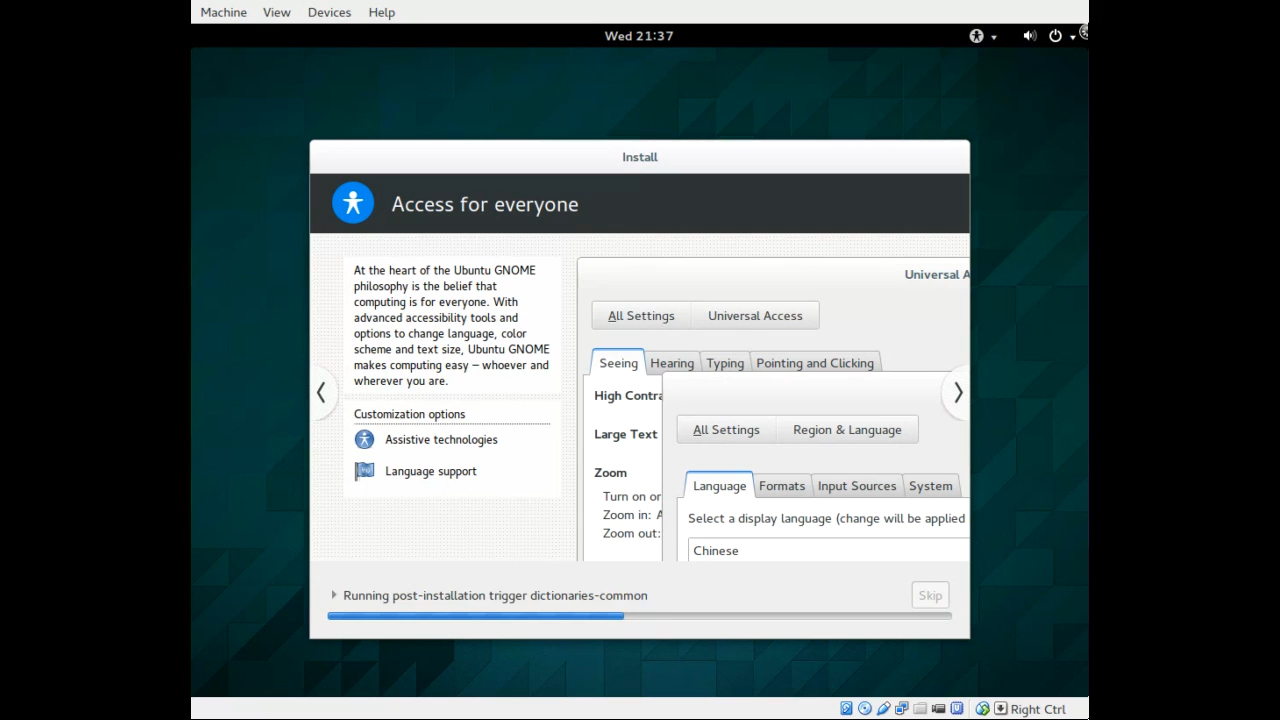 Machine View Devices Help
Wed 21:37
Install
Access for everyone
At the heart of the Ubuntu GNOME
philosophy is the belief that
computing is for everyone. With
advanced accessibility tools and
options to change language, color
scheme and text size, Ubuntu GNOME
makes computing easy – whoever and
wherever you are.
Customization options
Assistive technologies
Language support
Universal A
All Settings Universal Access
Seeing Hearing Typing Pointing and Clicking
High Contra
Large Text
Zoom
Turn on or
Zoom in: A
Zoom out:
All Settings Region & Language
Language Formats Input Sources System
Select a display language (change will be applied
Chinese
Running post-installation trigger dictionaries-common
Skip
Right Ctrl